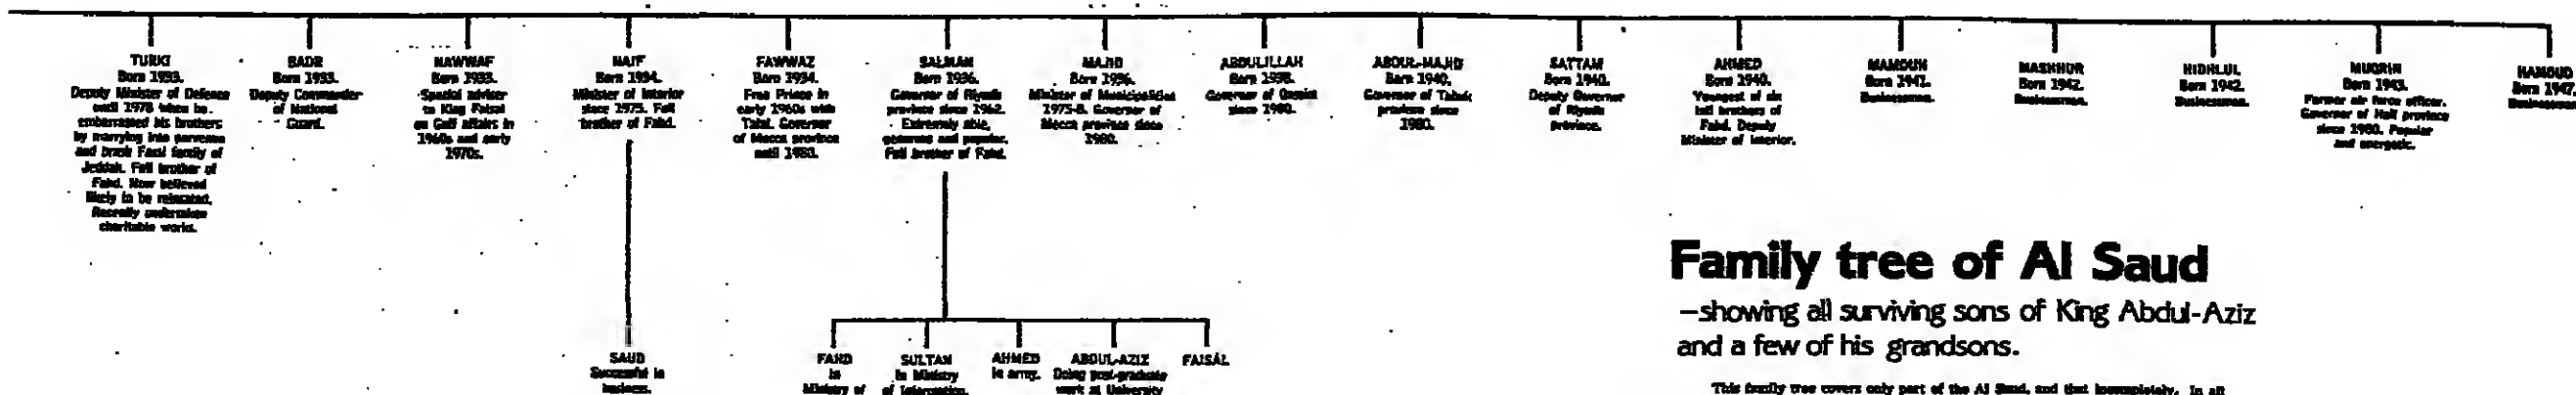 TURKI
Born 1933.
Deputy Minister of Defence
until 1978 when he
embarrassed his brothers
by marrying into parvenue
and brash Fassi family of
Jeddah. Full brother of
Fahd. Now believed
likely to be reinstated.
Recently undertaken
charitable works.
BADR
Born 1933.
Deputy Commander
of National
Guard.
NAWWAF
Born 1933.
Special adviser
to King Faisal
on Gulf affairs in
1960s and early
1970s.
NAIF
Born 1934.
Minister of Interior
since 1975. Full
brother of Fahd.
FAWWAZ
Born 1934.
Free Prince in
early 1960s with
Talal. Governor
of Mecca province
until 1980.
SALMAN
Born 1936.
Governor of Riyadh
province since 1962.
Extremely able,
generous and popular.
Full brother of Fahd.
MAJID
Born 1936.
Minister of Municipalities
1975-8. Governor of
Mecca province since
1980.
ABDULILLAH
Born 1938.
Governor of Qassim
since 1980.
ABDUL-MAJID
Born 1940.
Governor of Tabuk
province since
1980.
SATTAM
Born 1940.
Deputy Governor
of Riyadh
province.
AHMED
Born 1940.
Youngest of six
full brothers of
Fahd. Deputy
Minister of Interior.
MAMDUH
Born 1941.
Businessman.
MASHHUR
Born 1942.
Businessman.
HIDHLUL
Born 1942.
Businessman.
MUQRIN
Born 1943.
Former air force officer.
Governor of Hail province
since 1980. Popular
and energetic.
HAMOUD
Born 1947.
Businessman
SAUD
Successful in
business.
FAHD
in
Ministry of
SULTAN
in Ministry
of Information.
AHMED
in army.
ABDUL-AZIZ
Doing post-graduate
work at University
FAISAL
Family tree of Al Saud
—showing all surviving sons of King Abdul-Aziz
and a few of his grandsons.
This family tree covers only part of the Al Saud, and that incompletely. In all